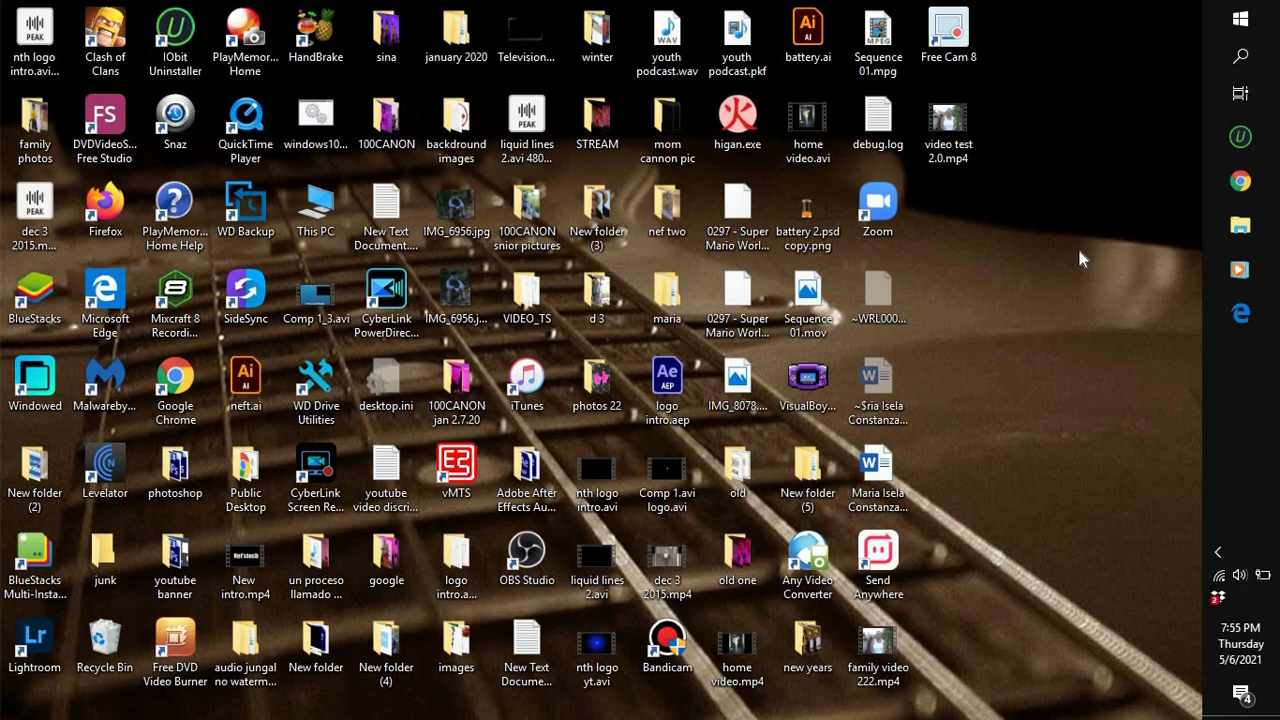 nth logo
intro.avi...
Clash of
Clans
IObit
Uninstaller
PlayMemor...
Home
HandBrake
sina
january 2020
Television...
winter
youth
podcast.wav
youth
podcast.pkf
battery.ai
Sequence
01.mpg
Free Cam 8
family
photos
DVDVideoS...
Free Studio
Snaz
QuickTime
Player
windows10...
100CANON
backround
images
liquid lines
2.avi 480...
STREAM
mom
cannon pic
higan.exe
home
video.avi
debug.log
video test
2.0.mp4
dec 3
2015.m...
Firefox
PlayMemor...
Home Help
WD Backup
This PC
New Text
Document....
IMG_6956.jpg
100CANON
snior pictures
New folder
(3)
nef two
0297 - Super
Mario World...
battery 2.psd
copy.png
Zoom
BlueStacks
Microsoft
Edge
Mixcraft 8
Recordi...
SideSync
Comp 1_3.avi
CyberLink
PowerDirec...
IMG_6956.j...
VIDEO_TS
d 3
maria
0297 - Super
Mario World...
Sequence
01.mov
~WRL000...
Windowed
Malwareby...
Google
Chrome
neft.ai
WD Drive
Utilities
desktop.ini
100CANON
jan 2.7.20
iTunes
photos 22
logo
intro.aep
IMG_8078....
VisualBoy...
~$ria Isela
Constanza...
New folder
(2)
Levelator
photoshop
Public
Desktop
CyberLink
Screen Re...
youtube
video discri...
vMTS
Adobe After
Effects Au...
nth logo
intro.avi
Comp 1.avi
logo.avi
old
New folder
(5)
Maria Isela
Constanza...
BlueStacks
Multi-Insta...
junk
youtube
banner
New
intro.mp4
un proceso
llamado ...
google
logo
intro.a...
OBS Studio
liquid lines
2.avi
dec 3
2015.mp4
old one
Any Video
Converter
Send
Anywhere
Lightroom
Recycle Bin
Free DVD
Video Burner
audio jungal
no waterm...
New folder
New folder
(4)
images
New Text
Docume...
nth logo
yt.avi
Bandicam
home
video.mp4
new years
family video
222.mp4
7:55 PM
Thursday
5/6/2021
4